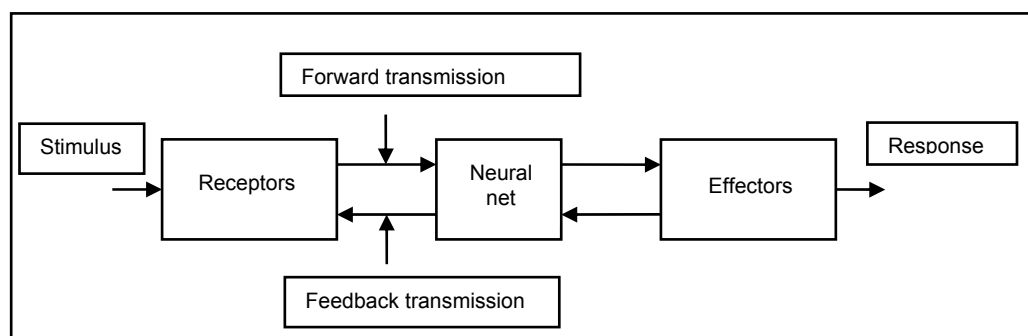 Forward transmission
Stimulus
Receptors
Neural
net
Effectors
Response
Feedback transmission